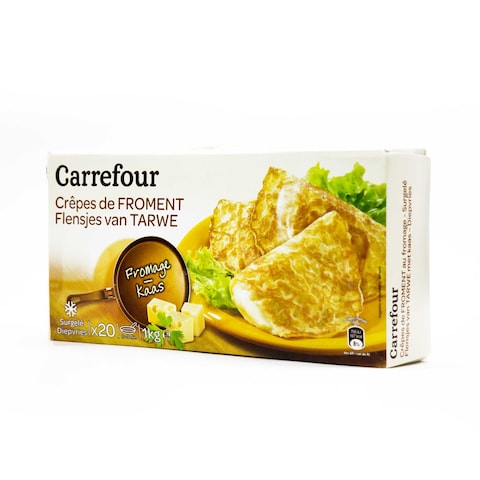 Carrefour
Crêpes de FROMENT
Flensjes van TARWE
Fromage
Kaas
Surgelé
Diepvries
x20
1kg e
8%
Carrefour
Crêpes de FROMENT au fromage - Surgelé
Flensjes van TARWE met kaas - Diepvries